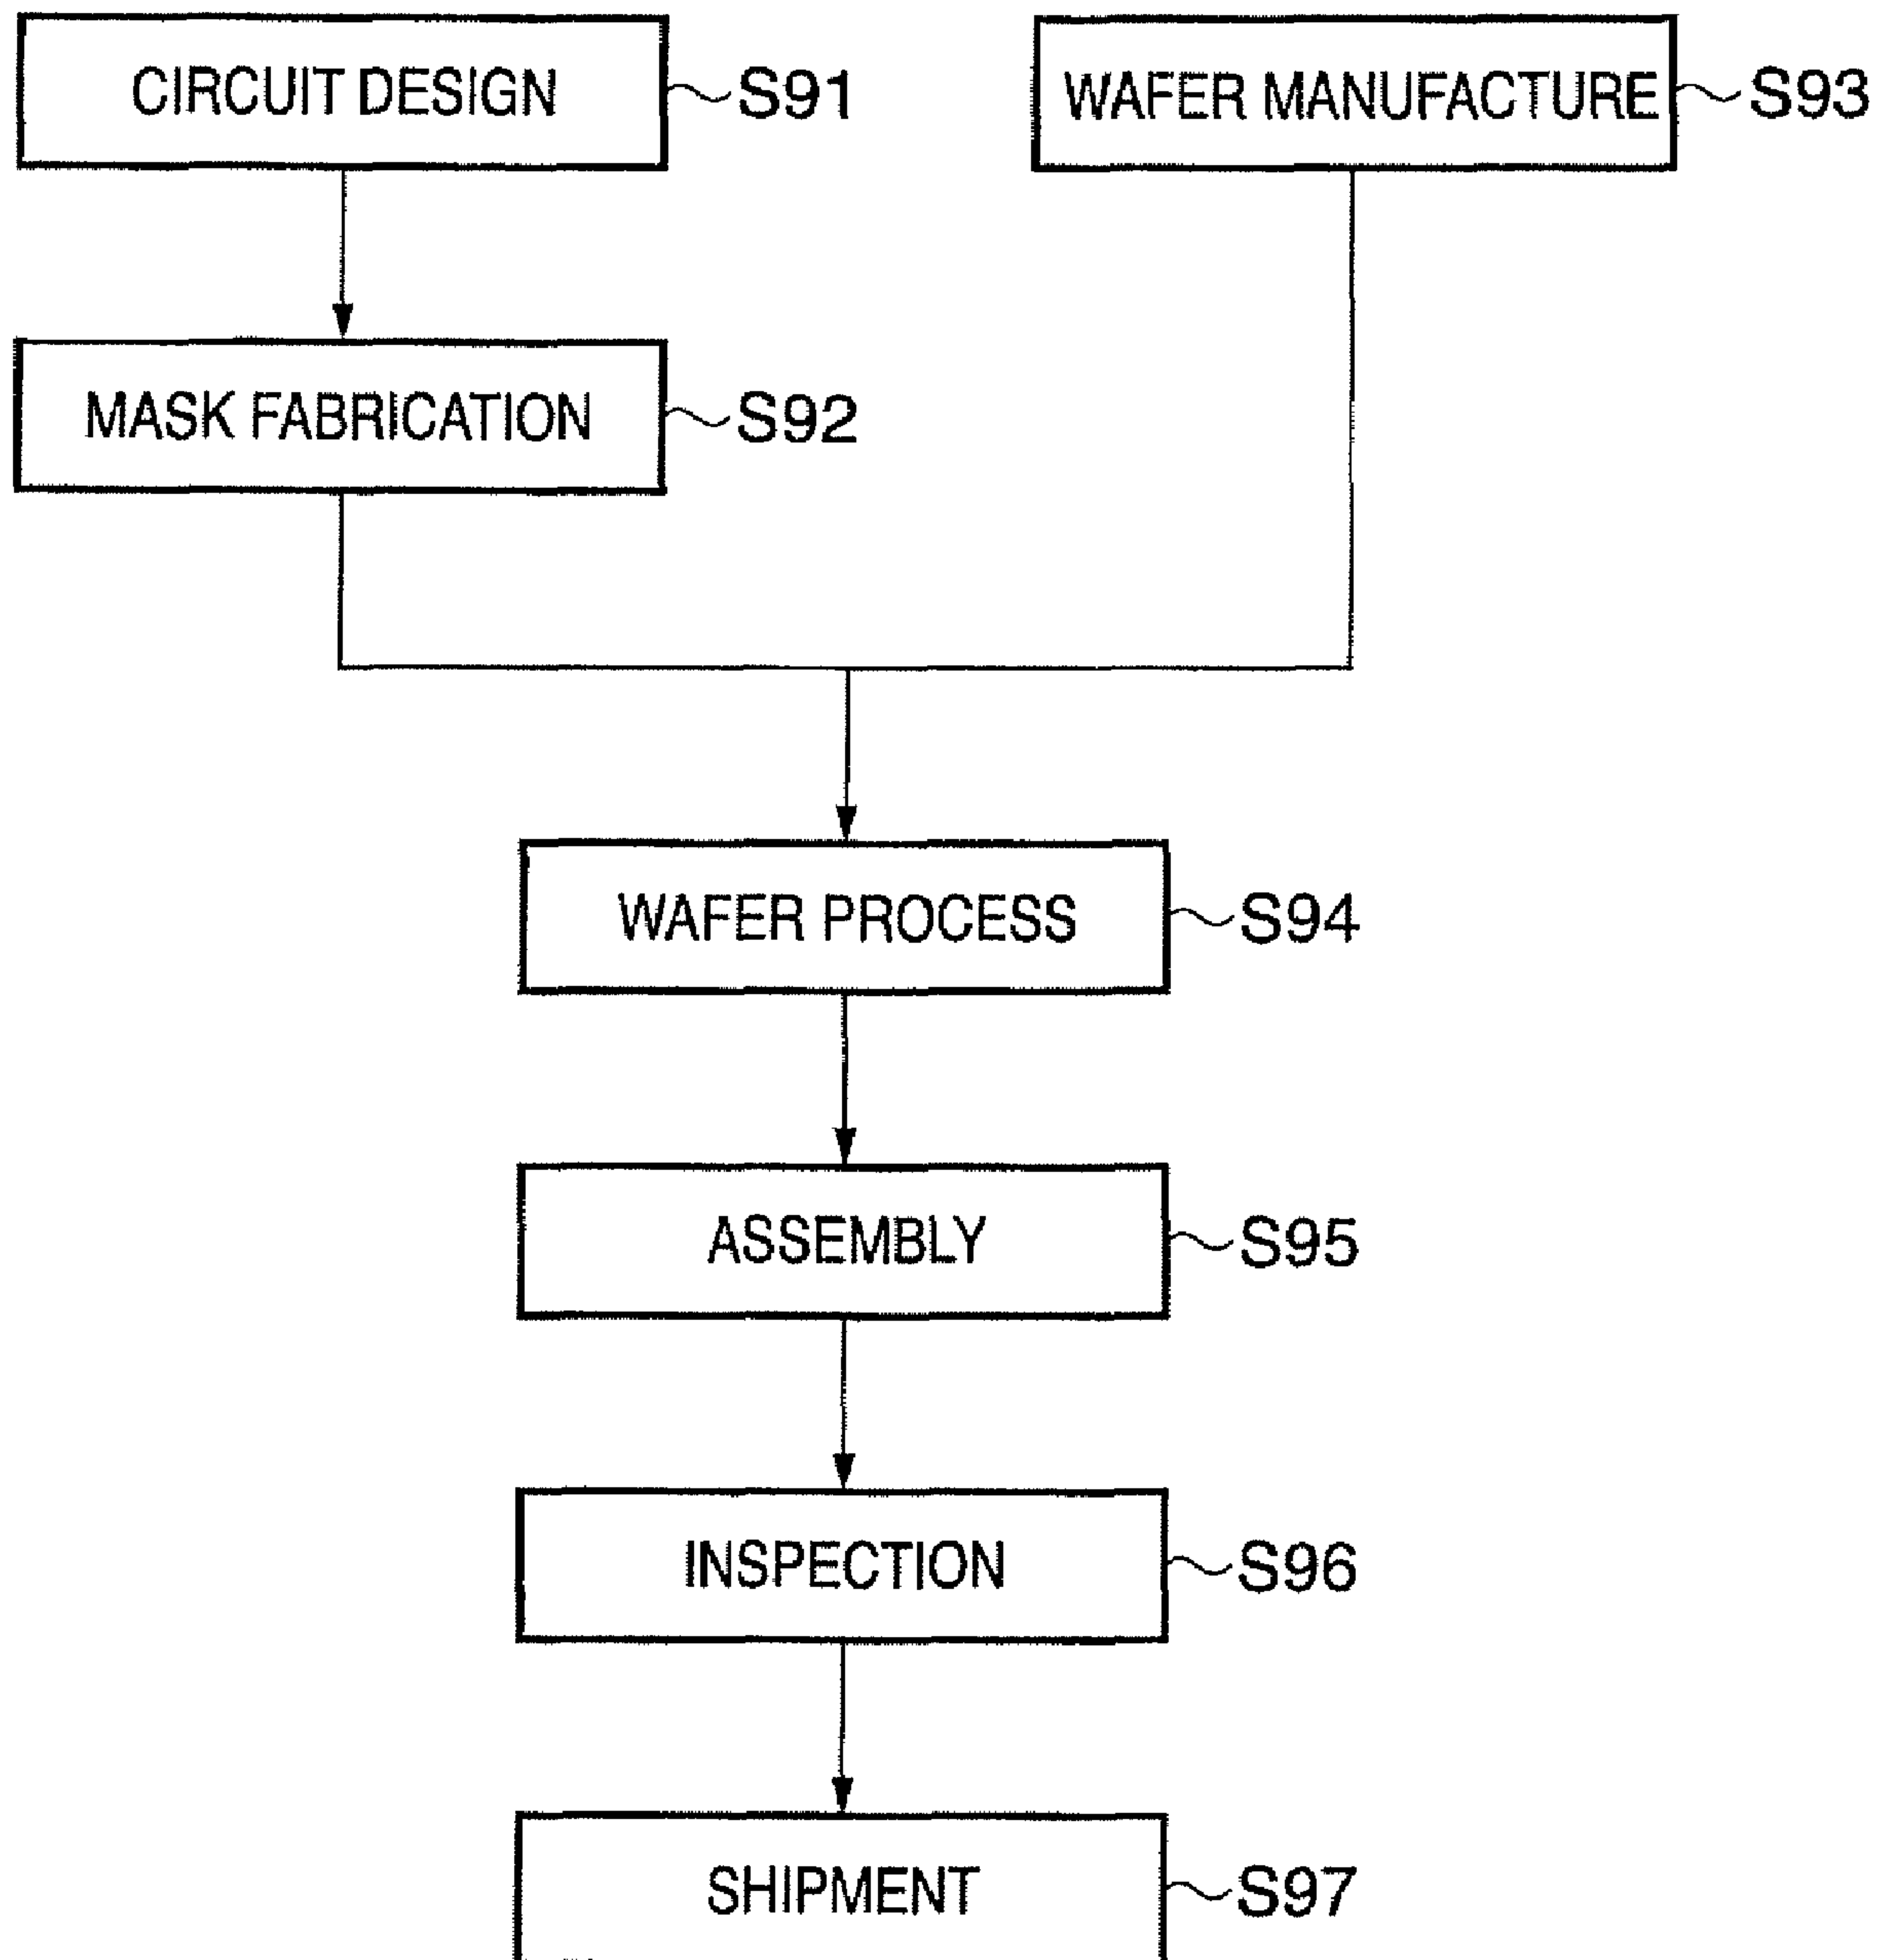 CIRCUIT DESIGN S91
WAFER MANUFACTURE S93
MASK FABRICATION S92
WAFER PROCESS S94
ASSEMBLY S95
INSPECTION S96
SHIPMENT S97